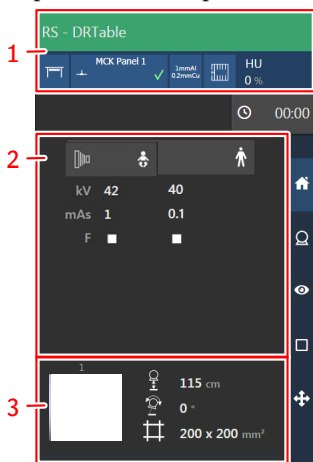 RS - DRTable
1
MCK Panel 1
1mmAl
0.2mmCu
HU
0 %
00:00
2
kV 42 40
mAs 1 0.1
F
1
3
115 cm
0 °
200 x 200 mm²